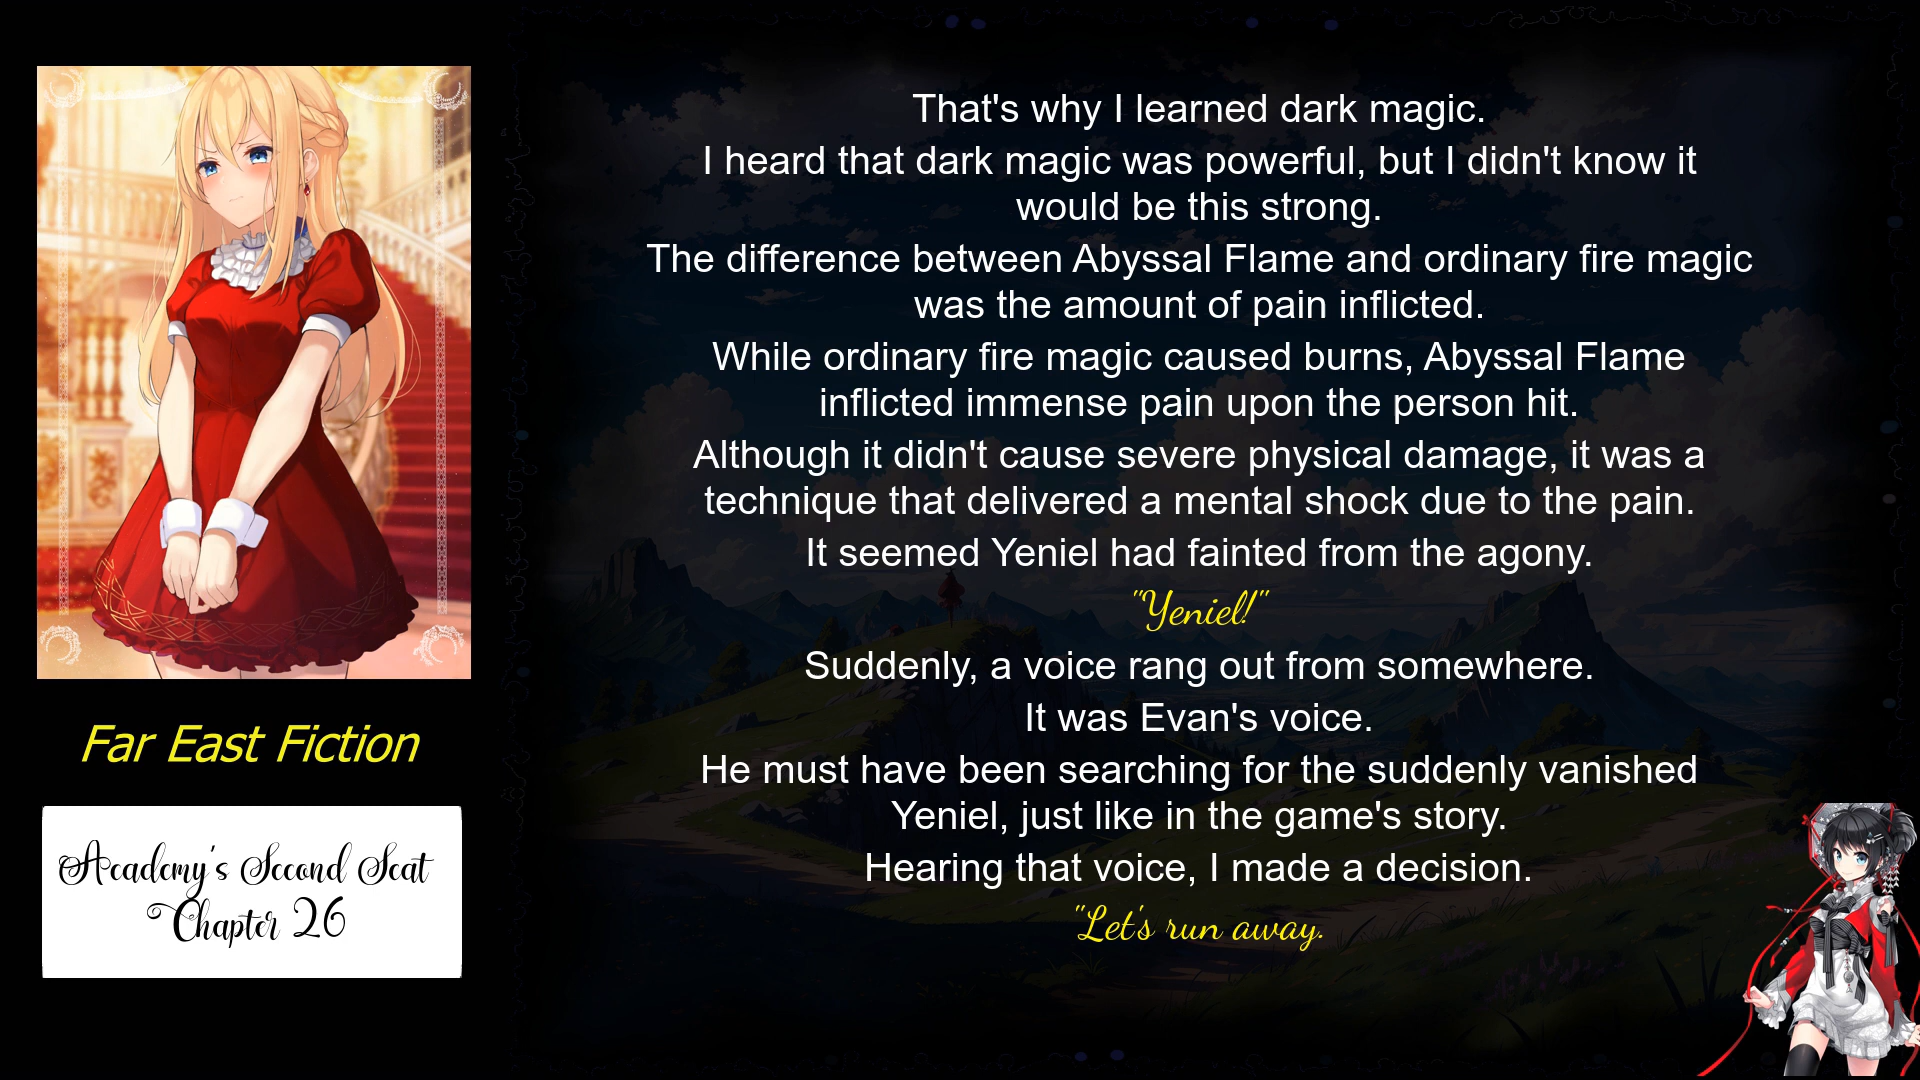 That's why I learned dark magic.
I heard that dark magic was powerful, but I didn't know it
would be this strong.
The difference between Abyssal Flame and ordinary fire magic
was the amount of pain inflicted.
While ordinary fire magic caused burns, Abyssal Flame
inflicted immense pain upon the person hit.
Although it didn't cause severe physical damage, it was a
technique that delivered a mental shock due to the pain.
It seemed Yeniel had fainted from the agony.
"Yeniel!"
Suddenly, a voice rang out from somewhere.
It was Evan's voice.
He must have been searching for the suddenly vanished
Yeniel, just like in the game's story.
Hearing that voice, I made a decision.
"Let's run away.
Far East Fiction
Academy's Second Seat
Chapter 26